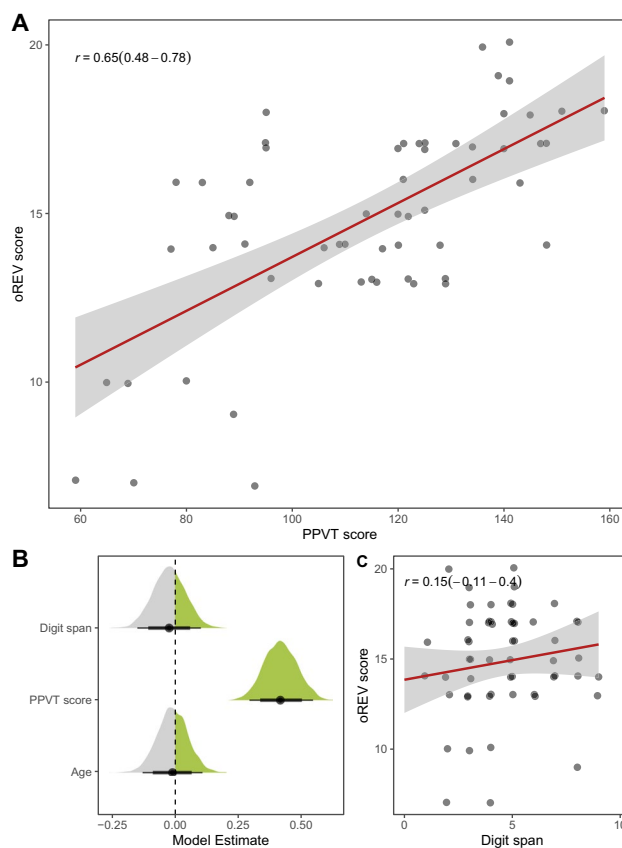 A
r = 0.65(0.48 − 0.78)
20
15
10
oREV score
60 80 100 120 140 160
PPVT score
B
Digit span
PPVT score
Age
−0.25 0.00 0.25 0.50
Model Estimate
C
r = 0.15(−0.11 − 0.4)
20
15
10
oREV score
0 5 10
Digit span